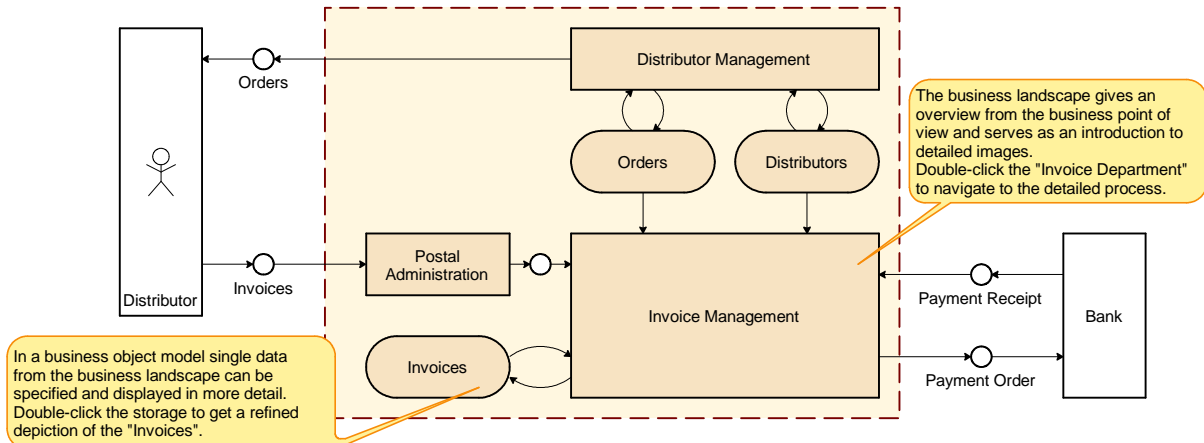 Distributor Management
Orders
The business landscape gives an
overview from the business point of
view and serves as an introduction to
detailed images.
Double-click the "Invoice Department"
to navigate to the detailed process.
Orders
Distributors
Postal
Administration
Distributor
Invoices
Payment Receipt
Invoice Management
Bank
In a business object model single data
from the business landscape can be
specified and displayed in more detail.
Double-click the storage to get a refined
depiction of the "Invoices".
Invoices
Payment Order